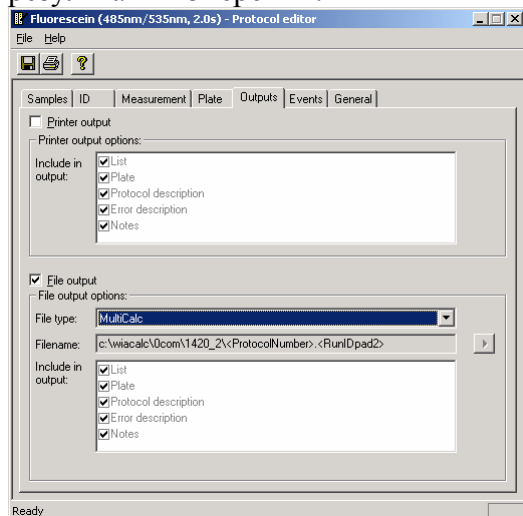 Fluorescein (485nm/535nm, 2.0s) - Protocol editor
File Help
Samples ID Measurement Plate Outputs Events General
Printer output
Printer output options:
Include in output:
List
Plate
Protocol description
Error description
Notes
File output
File output options:
File type: MultiCalc
Filename: c:\wiacalc\0com\1420_2\<ProtocolNumber>.<RunIDpad2>
Include in output:
List
Plate
Protocol description
Error description
Notes
Ready